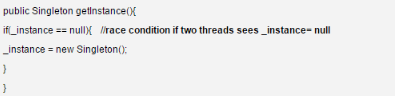 public Singleton getInstance(){
if(_instance == null){ //race condition if two threads sees _instance= null
_instance = new Singleton();
}
}